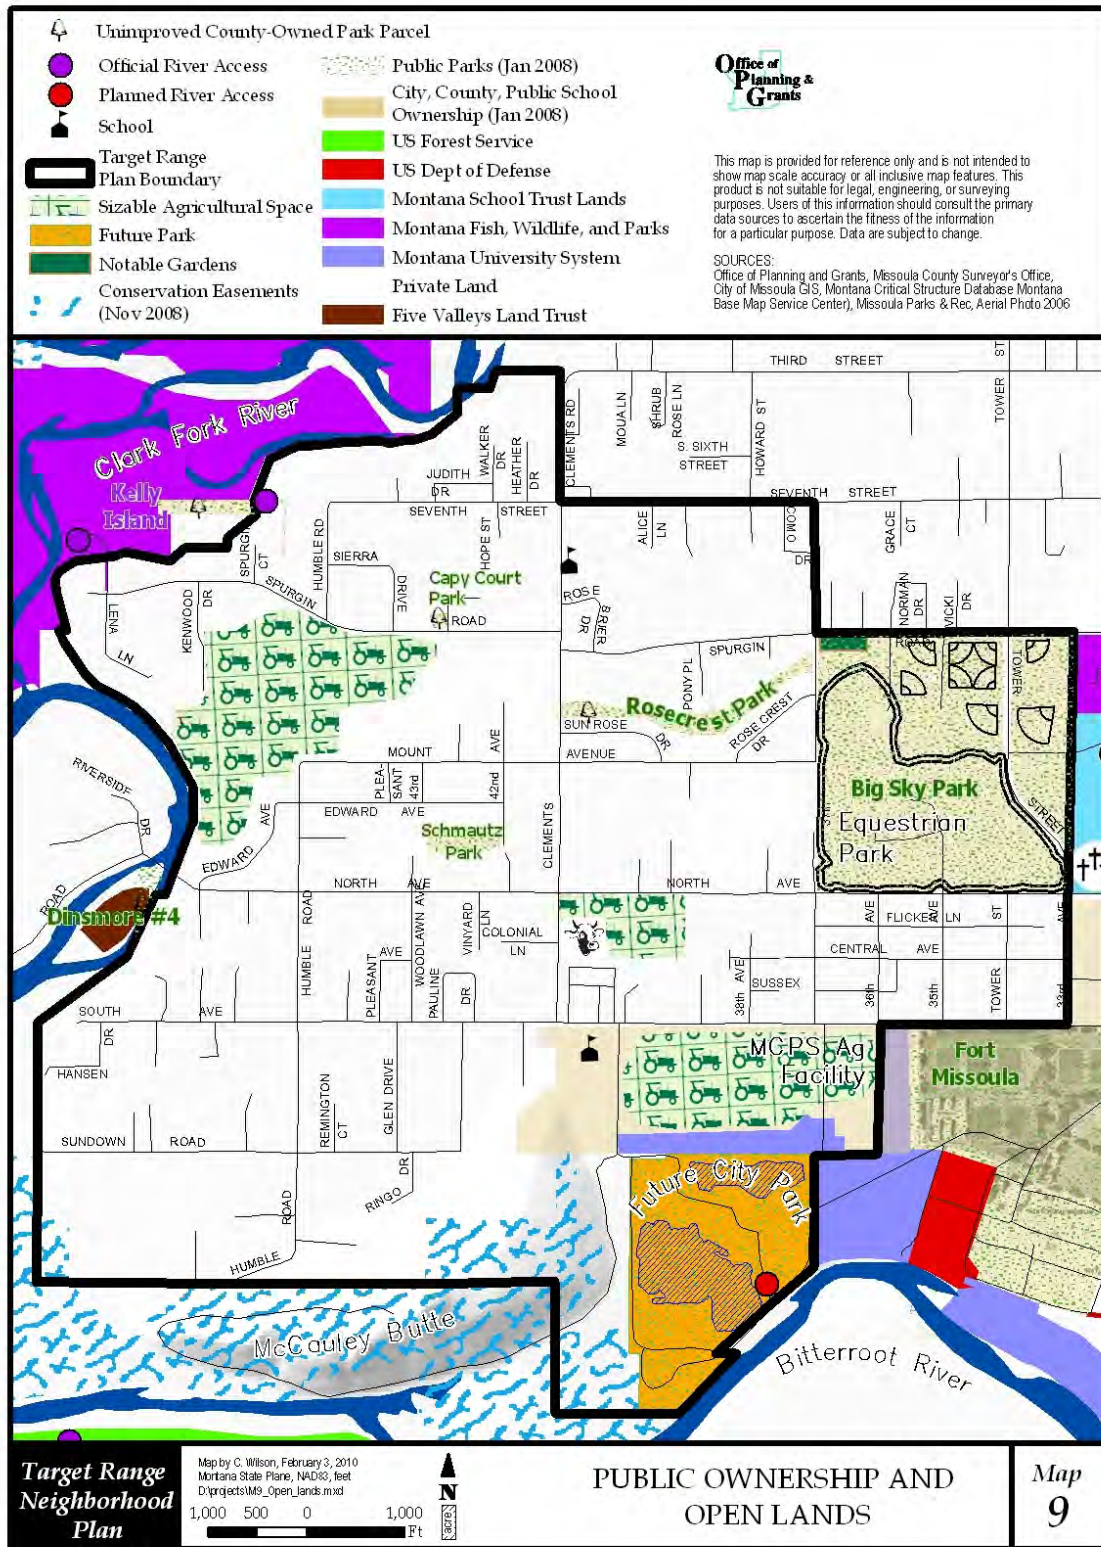 Unimproved County-Owned Park Parcel
Official River Access
Planned River Access
School
Target Range
Plan Boundary
Sizable Agricultural Space
Future Park
Notable Gardens
Conservation Easements
(Nov 2008)
Public Parks (Jan 2008)
City, County, Public School
Ownership (Jan 2008)
US Forest Service
US Dept of Defense
Montana School Trust Lands
Montana Fish, Wildlife, and Parks
Montana University System
Private Land
Five Valleys Land Trust
Office of
Planning &
Grants
This map is provided for reference only and is not intended to
show map scale accuracy or all inclusive map features. This
product is not suitable for legal, engineering, or surveying
purposes. Users of this information should consult the primary
data sources to ascertain the fitness of the information
for a particular purpose. Data are subject to change.
SOURCES:
Office of Planning and Grants, Missoula County Surveyor's Office,
City of Missoula GIS, Montana Critical Structure Database Montana
Base Map Service Center), Missoula Parks & Rec, Aerial Photo 2006
THIRD STREET
TOWER ST
CLEMENTS RD
MOUA LN
SHRUB
ROSE LN
HOWARD ST
S. SIXTH
STREET
Clark Fork River
Kelly
Island
JUDITH
DR
WALKER
DR
HEATHER
DR
SEVENTH STREET
SEVENTH STREET
SPURGIN
CT
HUMBLE RD
SIERRA
DRIVE
HOPE ST
ALICE
LN
COMO
DR
GRACE
CT
NORMAN
DR
VICKI
DR
Capy Court
Park
SPURGIN
ROAD
LENA
LN
KENWOOD
DR
ROSE
BRIER
DR
SPURGIN
ROAD
TOWER
PONY PL
Rosecrest Park
SUN ROSE
DR
ROSE CREST
DR
MOUNT
AVENUE
PLEA-
SANT
43rd
42nd
AVE
EDWARD AVE
EDWARD
AVE
Schmautz
Park
CLEMENTS
Big Sky Park
Equestrian
Park
STREET
RIVERSIDE
DR
ROAD
Dinsmore #4
NORTH AVE
NORTH AVE
HUMBLE
ROAD
PLEASANT
AVE
WOODLAWN AVE
PAULINE
DR
VINYARD
LN
COLONIAL
LN
FLICKER LN
CENTRAL AVE
38th AVE
SUSSEX
36th
AVE
35th
AVE
TOWER
ST
33rd
AVE
SOUTH AVE
HANSEN
DR
MCPS Ag
Facility
Fort
Missoula
SUNDOWN ROAD
REMINGTON
CT
GLEN DRIVE
RINGO
DR
HUMBLE
ROAD
Future City Park
McCauley Butte
Bitterroot River
Target Range
Neighborhood
Plan
Map by C. Wilson, February 3, 2010
Montana State Plane, NAD83, feet
D:\projects\M9_Open_lands.mxd
1,000 500 0 1,000
Ft
N
acre
PUBLIC OWNERSHIP AND
OPEN LANDS
Map
9